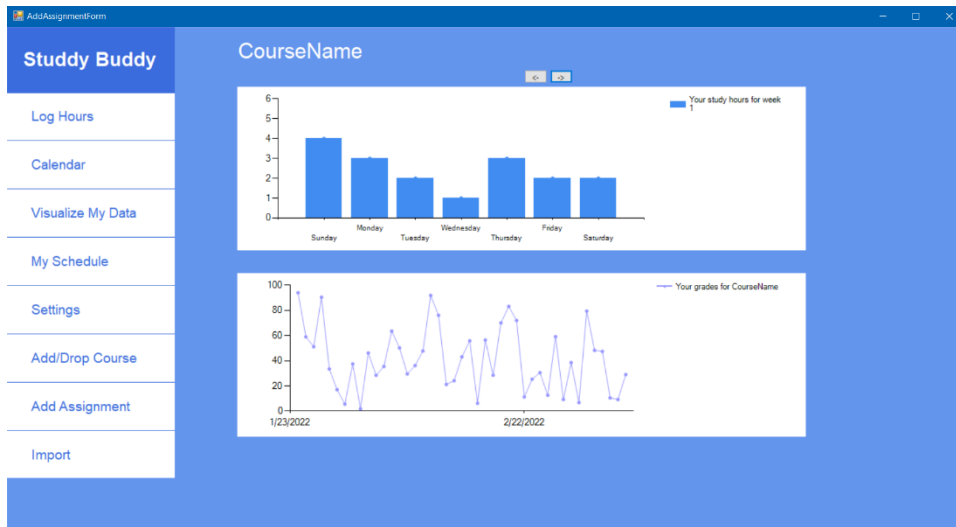 AddAssignmentForm
Studdy Buddy
CourseName
Log Hours
Calendar
Visualize My Data
My Schedule
Settings
Add/Drop Course
Add Assignment
Import
<- ->
Your study hours for week
1
6
5
4
3
2
1
0
Sunday Monday Tuesday Wednesday Thursday Friday Saturday
Your grades for CourseName
100
80
60
40
20
0
1/23/2022 2/22/2022